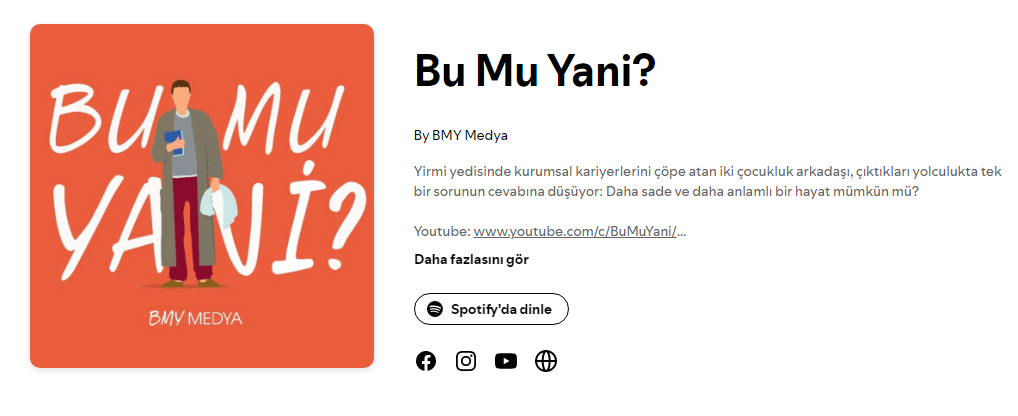 BU MU
YANİ?
BMY MEDYA
Bu Mu Yani?
By BMY Medya
Yirmi yedisinde kurumsal kariyerlerini çöpe atan iki çocukluk arkadaşı, çıktıkları yolculukta tek
bir sorunun cevabına düşüyor: Daha sade ve daha anlamlı bir hayat mümkün mü?
Youtube: www.youtube.com/c/BuMuYani/...
Daha fazlasını gör
Spotify'da dinle